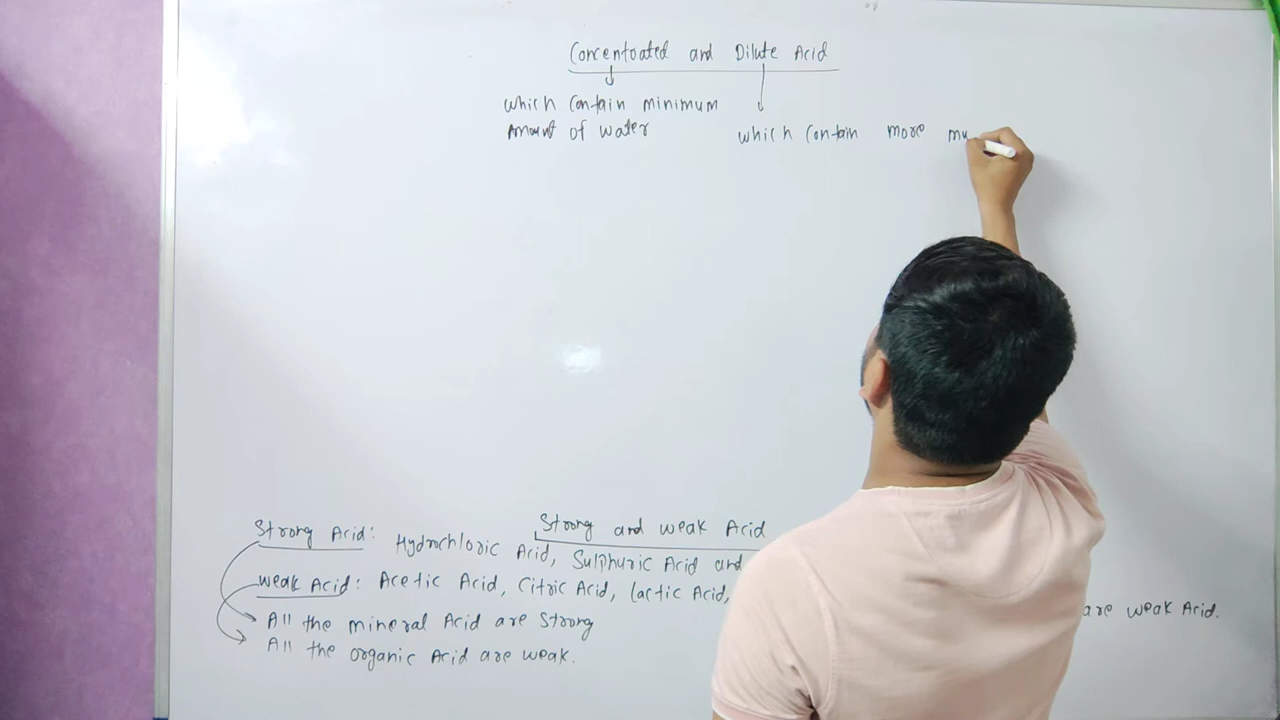 Concentoated and Dilute Acid
which Contain minimum
Amount of water
which Contain more mu
Strong and weak Acid
Strong Acid: Hydrochloric Acid, Sulphuric Acid and
weak Acid: Acetic Acid, Citric Acid, Lactic Acid,
are weak Acid.
All the mineral Acid are Strong
All the organic Acid are weak.